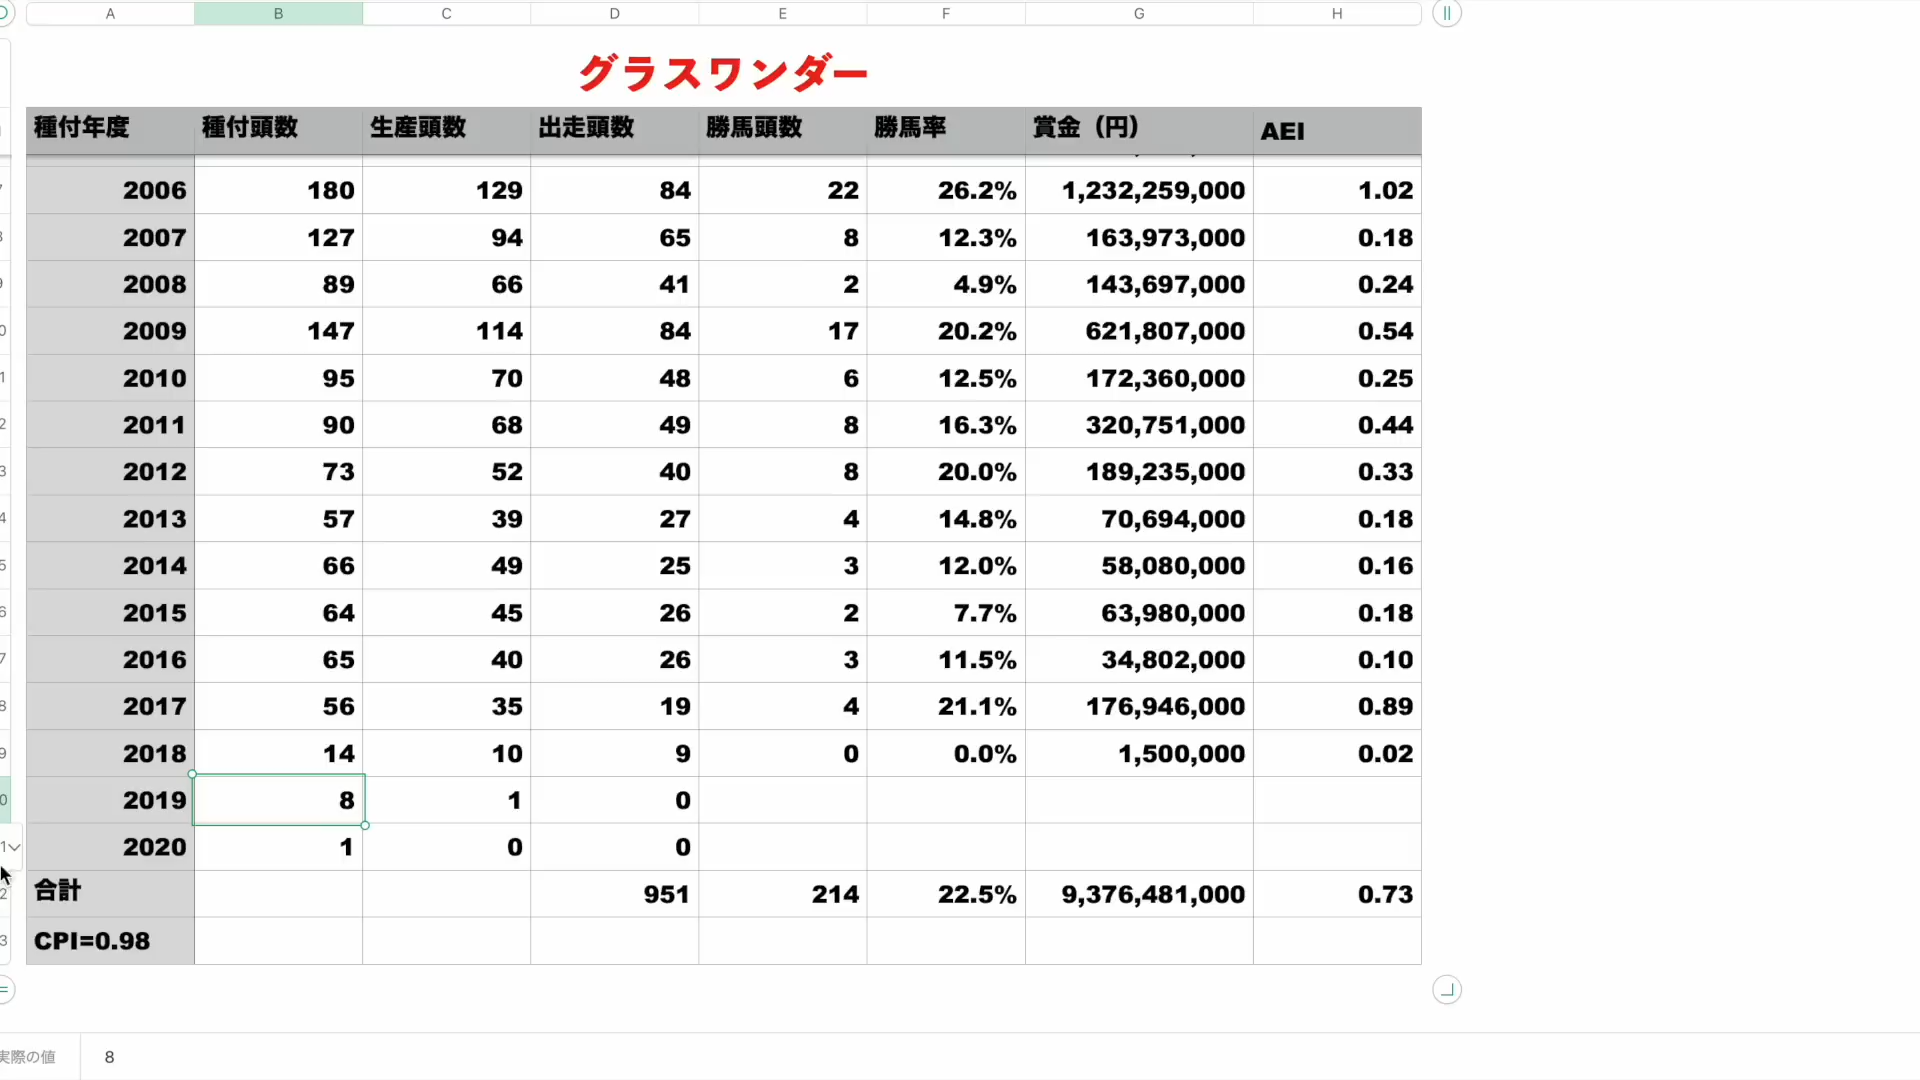 A B C D E F G H
グラスワンダー
種付年度 種付頭数 生産頭数 出走頭数 勝馬頭数 勝馬率 賞金（円） AEI
2006 180 129 84 22 26.2% 1,232,259,000 1.02
2007 127 94 65 8 12.3% 163,973,000 0.18
2008 89 66 41 2 4.9% 143,697,000 0.24
2009 147 114 84 17 20.2% 621,807,000 0.54
2010 95 70 48 6 12.5% 172,360,000 0.25
2011 90 68 49 8 16.3% 320,751,000 0.44
2012 73 52 40 8 20.0% 189,235,000 0.33
2013 57 39 27 4 14.8% 70,694,000 0.18
2014 66 49 25 3 12.0% 58,080,000 0.16
2015 64 45 26 2 7.7% 63,980,000 0.18
2016 65 40 26 3 11.5% 34,802,000 0.10
2017 56 35 19 4 21.1% 176,946,000 0.89
2018 14 10 9 0 0.0% 1,500,000 0.02
2019 8 1 0
2020 1 0 0
合計 951 214 22.5% 9,376,481,000 0.73
CPI=0.98
実際の値 8